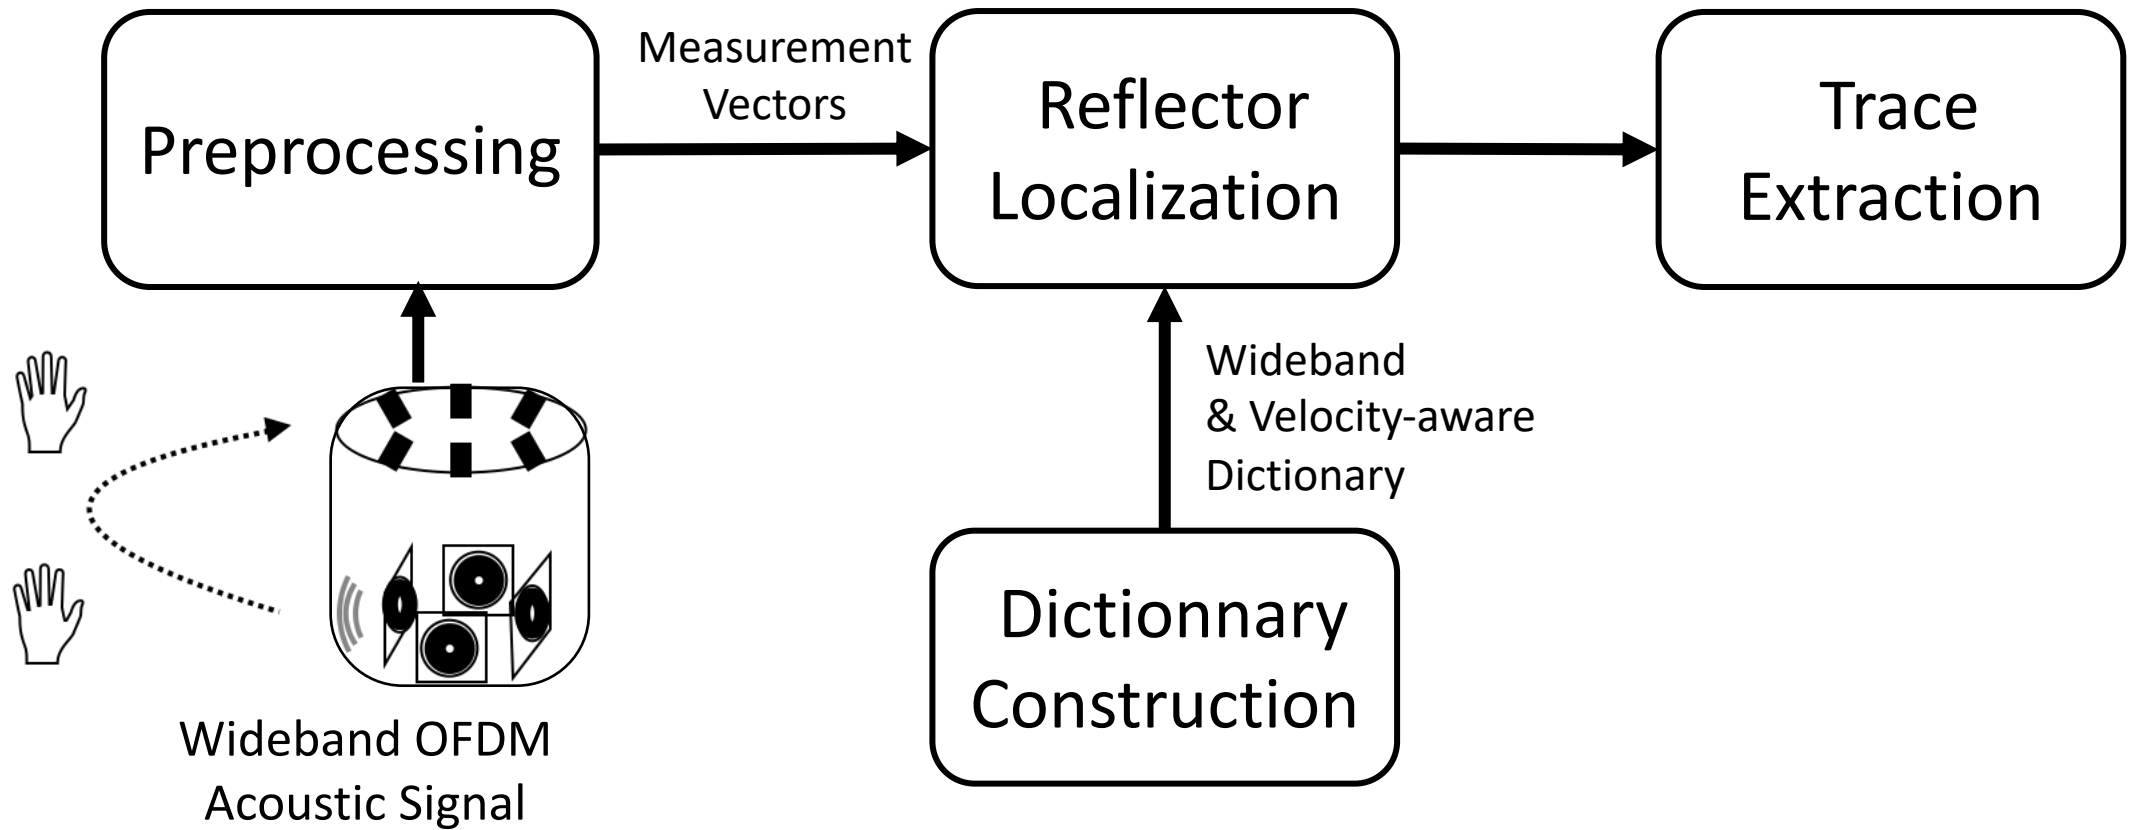 Preprocessing
Measurement
Vectors
Reflector
Localization
Trace
Extraction
Wideband
& Velocity-aware
Dictionary
Dictionnary
Construction
Wideband OFDM
Acoustic Signal